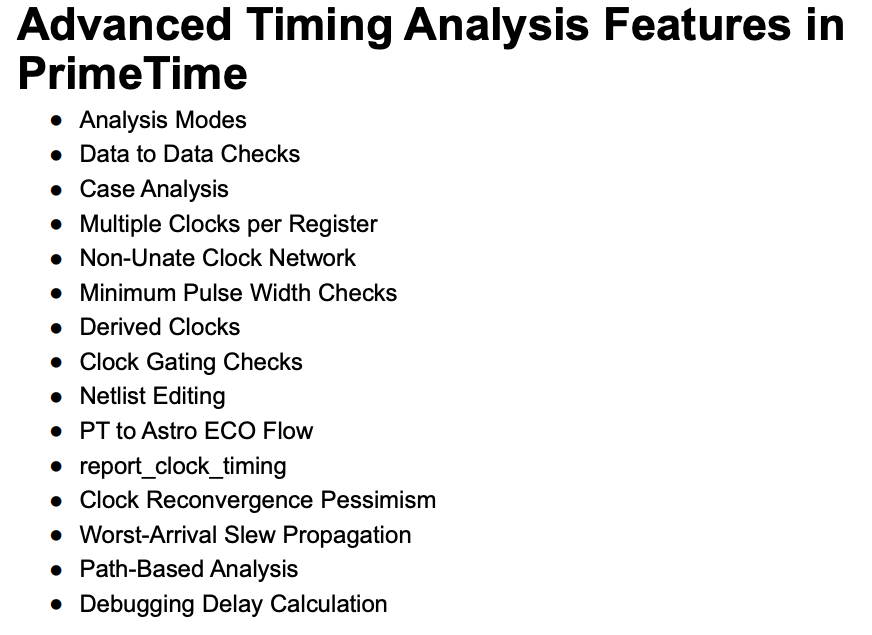 Advanced Timing Analysis Features in
PrimeTime
● Analysis Modes
● Data to Data Checks
● Case Analysis
● Multiple Clocks per Register
● Non-Unate Clock Network
● Minimum Pulse Width Checks
● Derived Clocks
● Clock Gating Checks
● Netlist Editing
● PT to Astro ECO Flow
● report_clock_timing
● Clock Reconvergence Pessimism
● Worst-Arrival Slew Propagation
● Path-Based Analysis
● Debugging Delay Calculation